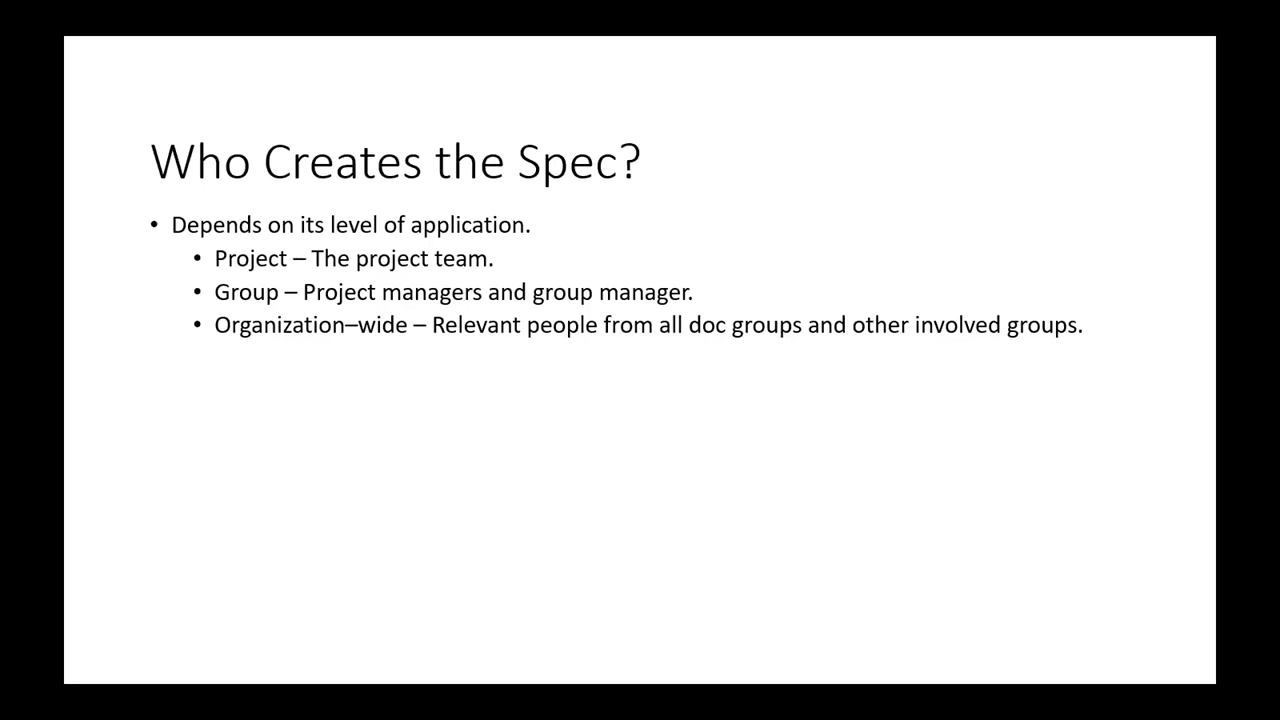 Who Creates the Spec?
• Depends on its level of application.
• Project – The project team.
• Group – Project managers and group manager.
• Organization–wide – Relevant people from all doc groups and other involved groups.